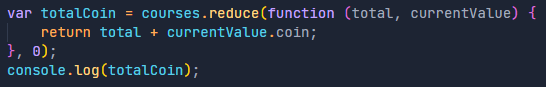 var totalCoin = courses.reduce(function (total, currentValue) {
    return total + currentValue.coin;
}, 0);
console.log(totalCoin);